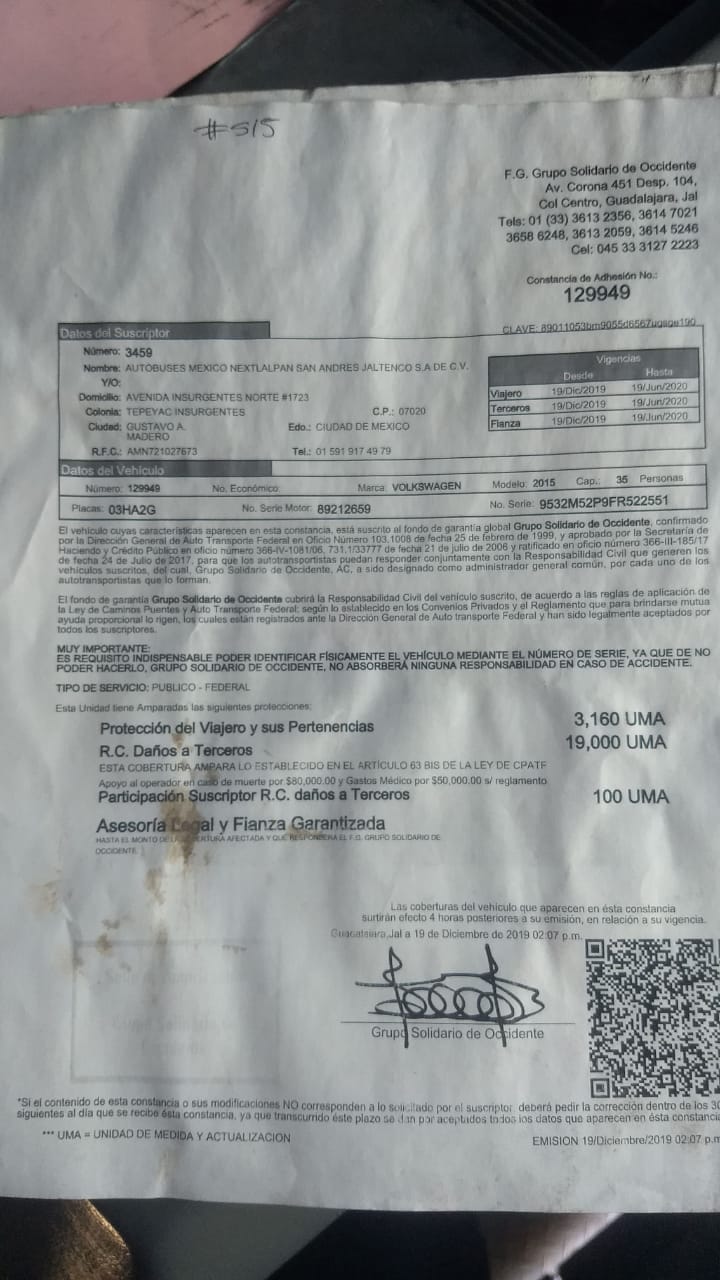 #515
F.G. Grupo Solidario de Occidente
Av. Corona 451 Desp. 104,
Col Centro, Guadalajara, Jal
Tels: 01 (33) 3613 2356, 3614 7021
3658 6248, 3613 2059, 3614 5246
Cel: 045 33 3127 2223
Constancia de Adhesión No.:
129949
CLAVE: 89011053bm9055d6567ugage190
Datos del Suscriptor
Número: 3459
Nombre: AUTOBUSES MEXICO NEXTLALPAN SAN ANDRES JALTENCO S.A DE C.V.
Y/O:
Domicilio: AVENIDA INSURGENTES NORTE #1723
Colonia: TEPEYAC INSURGENTES C.P.: 07020
Ciudad: GUSTAVO A. MADERO Edo.: CIUDAD DE MEXICO
R.F.C.: AMN721027673 Tel.: 01 591 917 49 79
Vigencias
Desde Hasta
Viajero 19/Dic/2019 19/Jun/2020
Terceros 19/Dic/2019 19/Jun/2020
Fianza 19/Dic/2019 19/Jun/2020
Datos del Vehículo
Número: 129949 No. Económico: Marca: VOLKSWAGEN Modelo: 2015 Cap.: 35 Personas
Placas: 03HA2G No. Serie Motor: 89212659 No. Serie: 9532M52P9FR522551
El vehículo cuyas características aparecen en esta constancia, está suscrito al fondo de garantía global Grupo Solidario de Occidente, confirmado
por la Dirección General de Auto Transporte Federal en Oficio Número 103.1008 de fecha 25 de febrero de 1999, y aprobado por la Secretaría de
Haciendo y Crédito Público en oficio número 366-IV-1081/06, 731.1/33777 de fecha 21 de julio de 2006 y ratificado en oficio número 366-III-185/17
de fecha 24 de Julio de 2017, para que los autotransportistas puedan responder conjuntamente con la Responsabilidad Civil que generen los
vehículos suscritos, del cual, Grupo Solidario de Occidente, AC, a sido designado como administrador general común, por cada uno de los
autotransportistas que lo forman.
El fondo de garantía Grupo Solidario de Occidente cubrirá la Responsabilidad Civil del vehículo suscrito, de acuerdo a las reglas de aplicación de
la Ley de Caminos Puentes y Auto Transporte Federal; según lo establecido en los Convenios Privados y el Reglamento que para brindarse mutua
ayuda proporcional lo rigen, los cuales están registrados ante la Dirección General de Auto transporte Federal y han sido legalmente aceptados por
todos los suscriptores.
MUY IMPORTANTE:
ES REQUISITO INDISPENSABLE PODER IDENTIFICAR FÍSICAMENTE EL VEHÍCULO MEDIANTE EL NÚMERO DE SERIE, YA QUE DE NO
PODER HACERLO, GRUPO SOLIDARIO DE OCCIDENTE, NO ABSORBERÁ NINGUNA RESPONSABILIDAD EN CASO DE ACCIDENTE.
TIPO DE SERVICIO: PUBLICO - FEDERAL
Esta Unidad tiene Amparadas las siguientes protecciones:
Protección del Viajero y sus Pertenencias 3,160 UMA
R.C. Daños a Terceros 19,000 UMA
ESTA COBERTURA AMPARA LO ESTABLECIDO EN EL ARTÍCULO 63 BIS DE LA LEY DE CPATF
Apoyo al operador en caso de muerte por $80,000.00 y Gastos Médico por $50,000.00 s/ reglamento
Participación Suscriptor R.C. daños a Terceros 100 UMA
Asesoría Legal y Fianza Garantizada
HASTA EL MONTO DE LA COBERTURA AFECTADA Y QUE RESPONDERA EL F.G. GRUPO SOLIDARIO DE
OCCIDENTE.
Las coberturas del vehículo que aparecen en ésta constancia
surtirán efecto 4 horas posteriores a su emisión, en relación a su vigencia.
Guadalajara,Jal a 19 de Diciembre de 2019 02:07 p.m.
Grupo Solidario de Occidente
*Si el contenido de esta constancia o sus modificaciones NO corresponden a lo solicitado por el suscriptor, deberá pedir la corrección dentro de los 30
siguientes al día que se recibe ésta constancia, ya que transcurrido éste plazo se dan por aceptados todos los datos que aparecen en ésta constancia
*** UMA = UNIDAD DE MEDIDA Y ACTUALIZACION
EMISION 19/Diciembre/2019 02:07 p.m